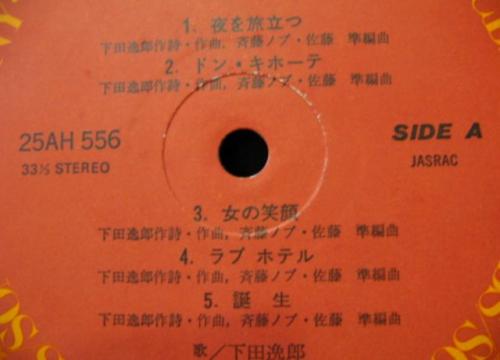 1. 夜を旅立つ
下田逸郎作詩・作曲, 斉藤ノブ・佐藤 準編曲
2. ドン・キホーテ
下田逸郎作詩・作曲, 斉藤ノブ・佐藤 準編曲
25AH 556
33⅓ STEREO
SIDE A
JASRAC
3. 女の笑顔
下田逸郎作詩・作曲, 斉藤ノブ・佐藤 準編曲
4. ラブ ホテル
下田逸郎作詩・作曲, 斉藤ノブ・佐藤 準編曲
5. 誕 生
下田逸郎作詩・作曲, 斉藤ノブ・佐藤 準編曲
歌/下田逸郎